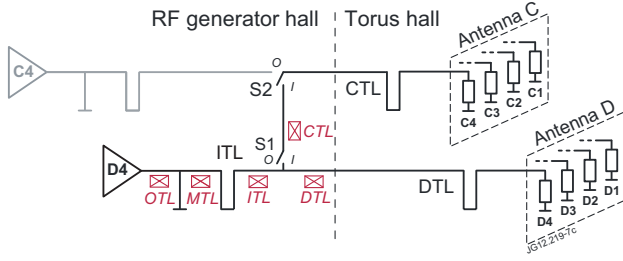 RF generator hall
Torus hall
Antenna C
C4
O
S2
I
CTL
C4
C3
C2
C1
S1
CTL
O
I
ITL
D4
OTL
MTL
ITL
DTL
DTL
Antenna D
D4
D3
D2
D1
JG12.219-7c